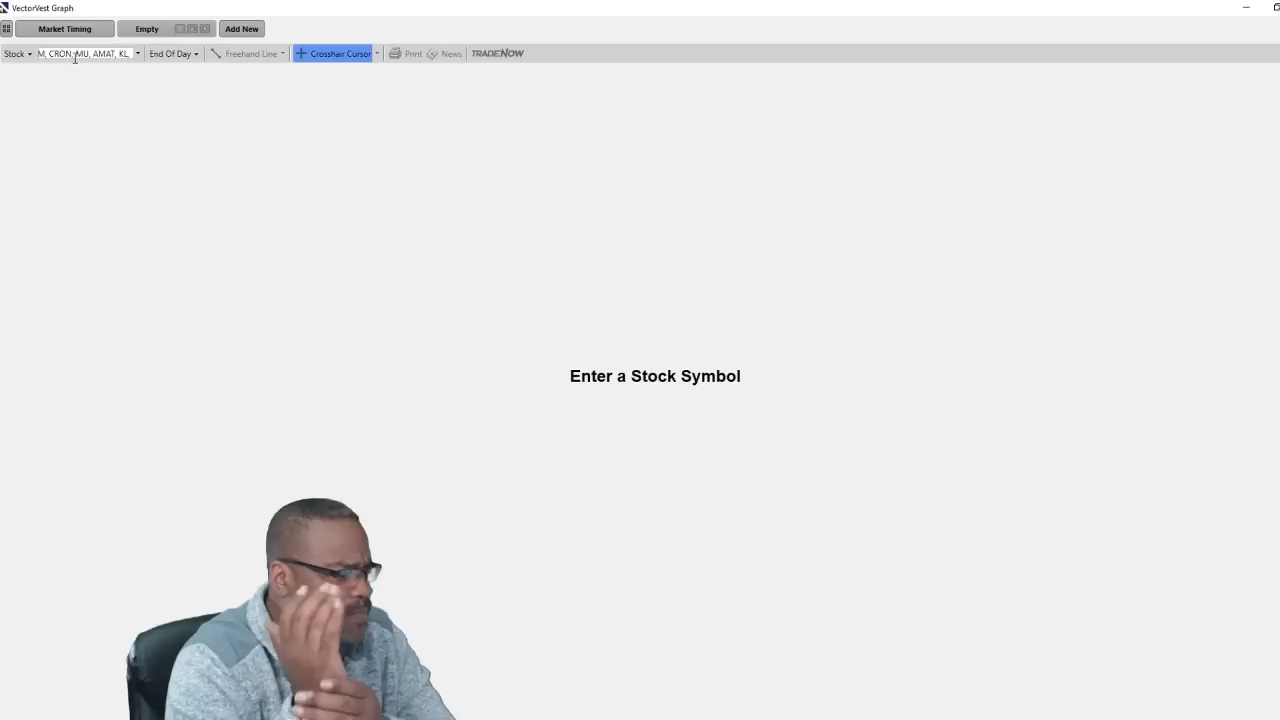 VectorVest Graph
Market Timing Empty Add New
Stock M, CRON, MU, AMAT, KL End Of Day Freehand Line Crosshair Cursor Print News TRADENOW
Enter a Stock Symbol